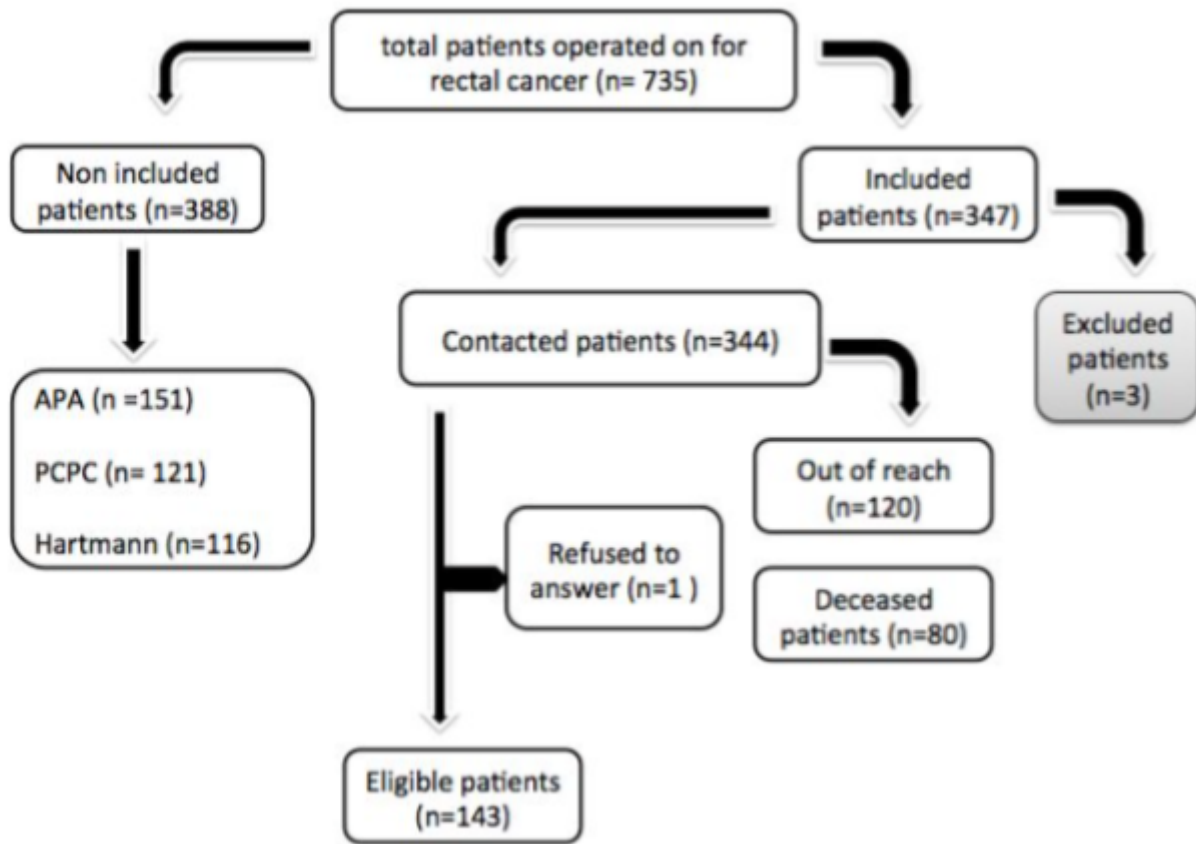 total patients operated on for
rectal cancer (n= 735)
Non included
patients (n=388)
Included
patients (n=347)
Contacted patients (n=344)
Excluded
patients
(n=3)
APA (n =151)
PCPC (n= 121)
Hartmann (n=116)
Out of reach
(n=120)
Refused to
answer (n=1 )
Deceased
patients (n=80)
Eligible patients
(n=143)